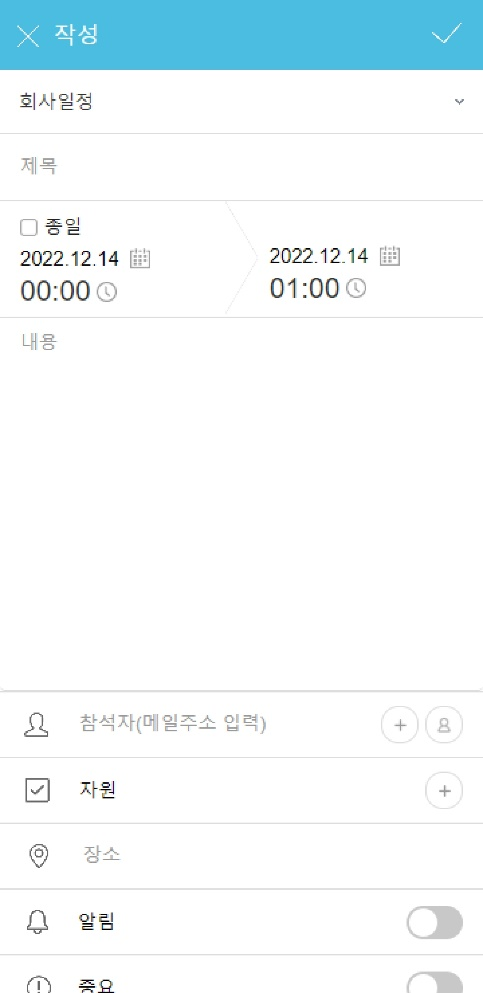 작성
회사일정
제목
종일
2022.12.14
00:00
2022.12.14
01:00
내용
참석자(메일주소 입력)
자원
장소
알림
중요